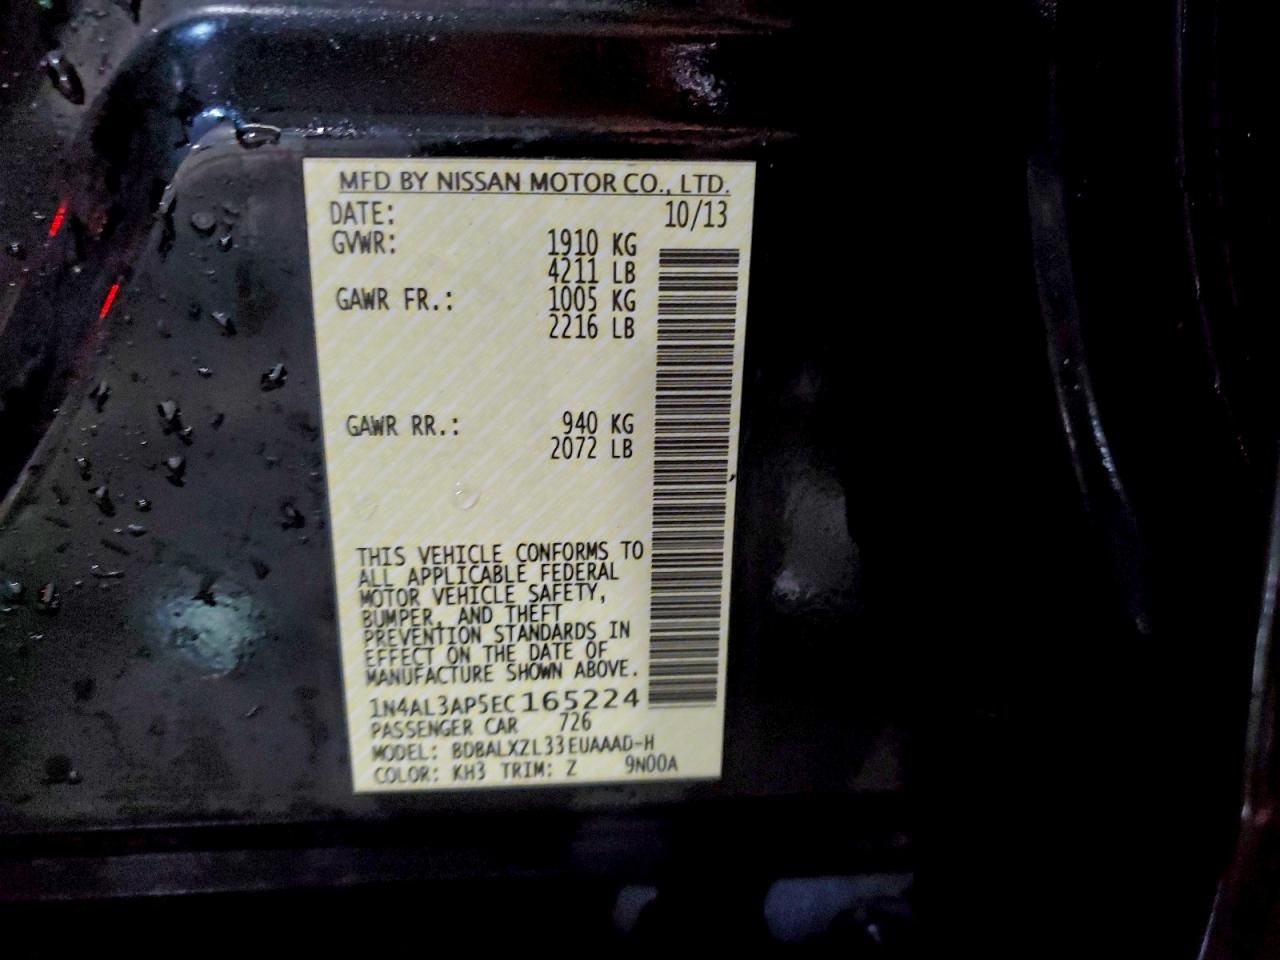 MFD BY NISSAN MOTOR CO., LTD.
DATE: 10/13
GVWR: 1910 KG
4211 LB
GAWR FR.: 1005 KG
2216 LB
GAWR RR.: 940 KG
2072 LB
THIS VEHICLE CONFORMS TO
ALL APPLICABLE FEDERAL
MOTOR VEHICLE SAFETY,
BUMPER, AND THEFT
PREVENTION STANDARDS IN
EFFECT ON THE DATE OF
MANUFACTURE SHOWN ABOVE.
1N4AL3AP5EC165224
PASSENGER CAR 726
MODEL: BDBALXZL33EUAAAD-H
COLOR: KH3 TRIM: Z 9N00A